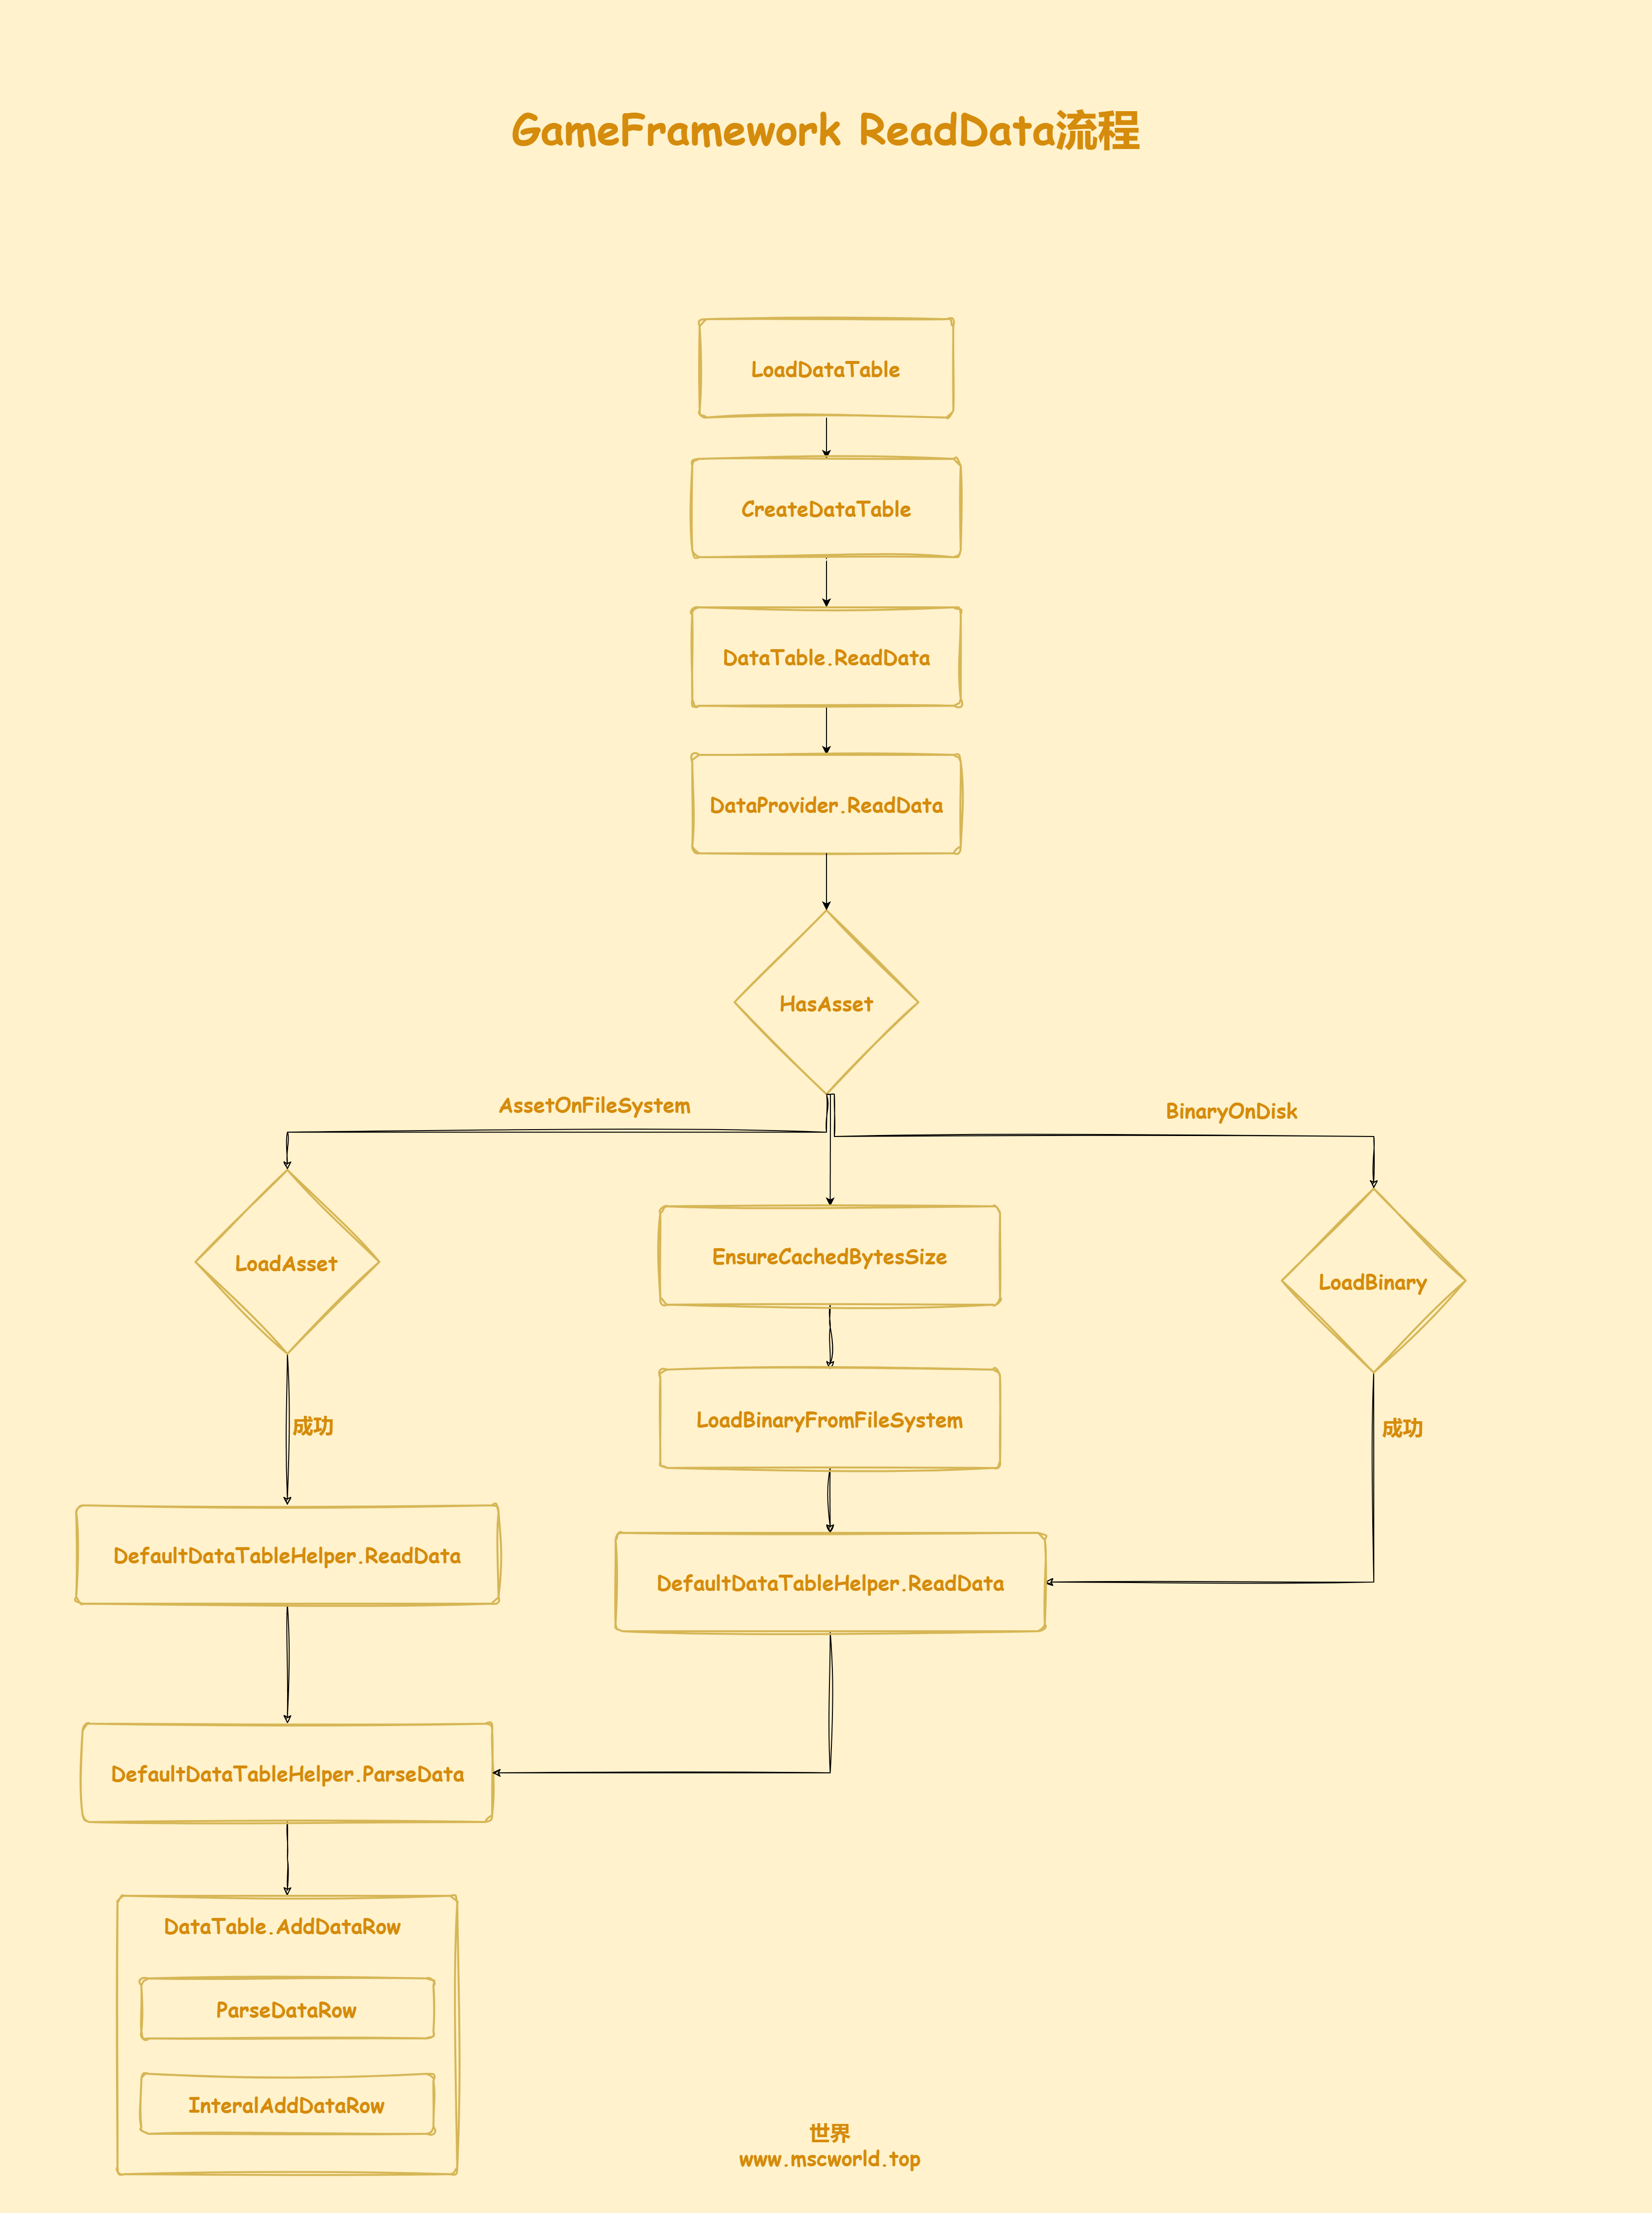 GameFramework ReadData流程
LoadDataTable
CreateDataTable
DataTable.ReadData
DataProvider.ReadData
HasAsset
AssetOnFileSystem
BinaryOnDisk
LoadAsset
EnsureCachedBytesSize
LoadBinary
成功
LoadBinaryFromFileSystem
成功
DefaultDataTableHelper.ReadData
DefaultDataTableHelper.ReadData
DefaultDataTableHelper.ParseData
DataTable.AddDataRow
ParseDataRow
InteralAddDataRow
世界
www.mscworld.top